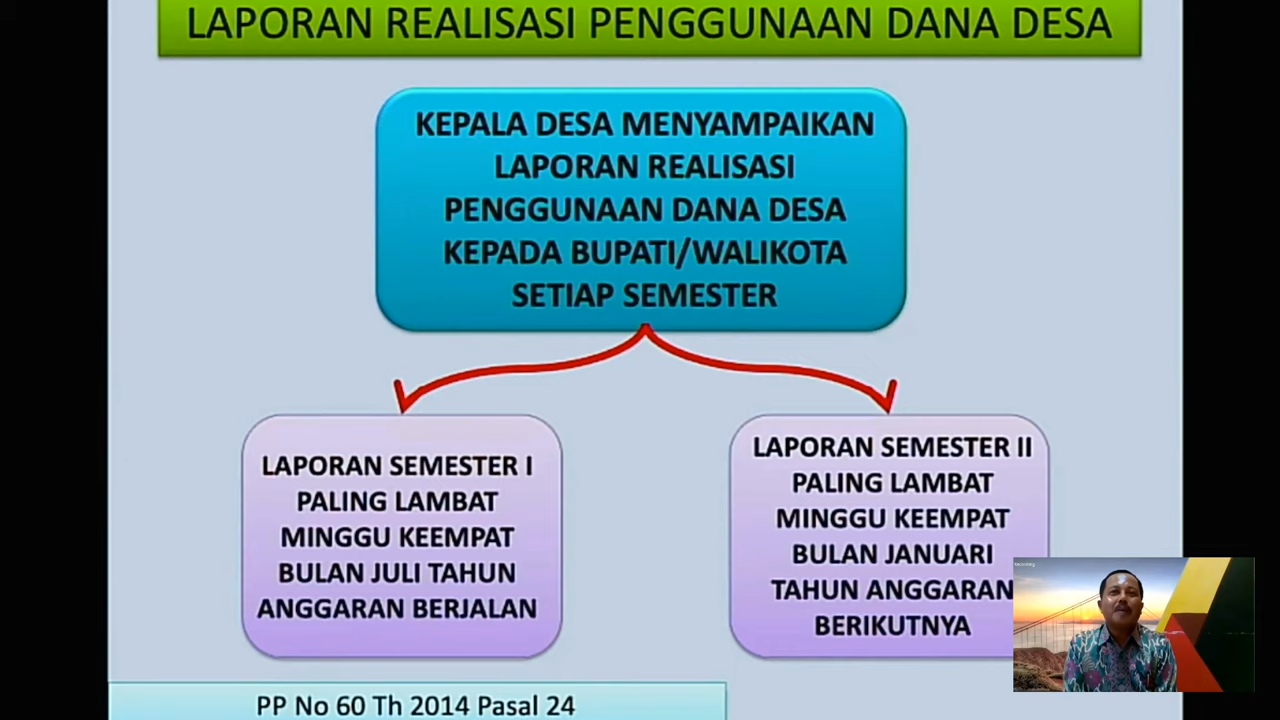 LAPORAN REALISASI PENGGUNAAN DANA DESA
KEPALA DESA MENYAMPAIKAN
LAPORAN REALISASI
PENGGUNAAN DANA DESA
KEPADA BUPATI/WALIKOTA
SETIAP SEMESTER
LAPORAN SEMESTER I
PALING LAMBAT
MINGGU KEEMPAT
BULAN JULI TAHUN
ANGGARAN BERJALAN
LAPORAN SEMESTER II
PALING LAMBAT
MINGGU KEEMPAT
BULAN JANUARI
TAHUN ANGGARAN
BERIKUTNYA
PP No 60 Th 2014 Pasal 24